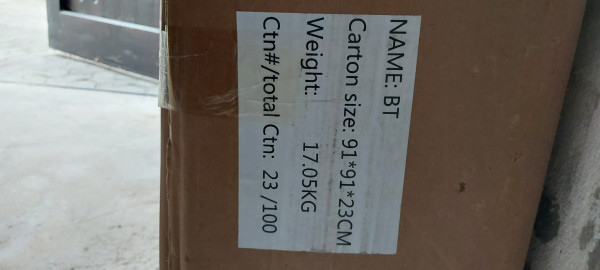 NAME: BT
Carton size: 91*91*23CM
Weight: 17.05KG
Ctn#/total Ctn: 23 /100